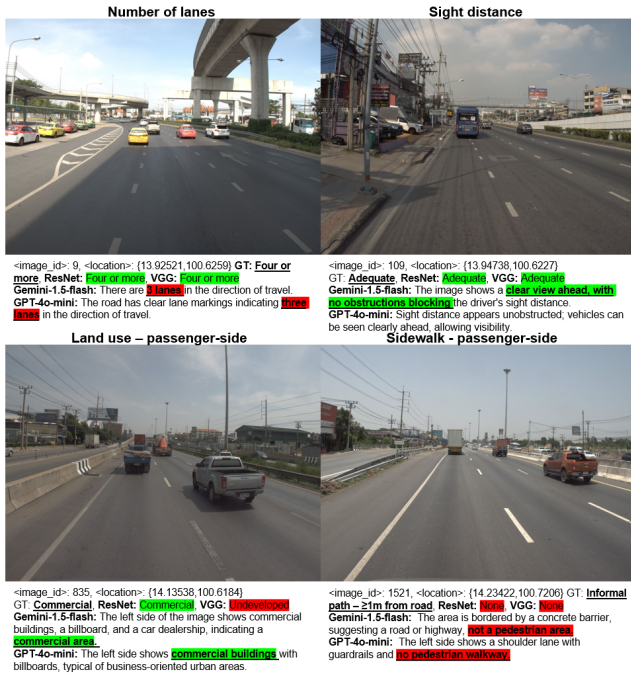 Number of lanes
<image_id>: 9, <location>: {13.92521,100.6259} GT: Four or
more, ResNet: Four or more, VGG: Four or more
Gemini-1.5-flash: There are 3 lanes in the direction of travel.
GPT-4o-mini: The road has clear lane markings indicating three
lanes in the direction of travel.
Sight distance
<image_id>: 109, <location>: {13.94738,100.6227}
GT: Adequate, ResNet: Adequate, VGG: Adequate
Gemini-1.5-flash: The image shows a clear view ahead, with
no obstructions blocking the driver's sight distance.
GPT-4o-mini: Sight distance appears unobstructed; vehicles can
be seen clearly ahead, allowing visibility.
Land use – passenger-side
<image_id>: 835, <location>: {14.13538,100.6184}
GT: Commercial, ResNet: Commercial, VGG: Undeveloped
Gemini-1.5-flash: The left side of the image shows commercial
buildings, a billboard, and a car dealership, indicating a
commercial area.
GPT-4o-mini: The left side shows commercial buildings with
billboards, typical of business-oriented urban areas.
Sidewalk - passenger-side
<image_id>: 1521, <location>: {14.23422,100.7206} GT: Informal
path – ≥1m from road, ResNet: None, VGG: None
Gemini-1.5-flash: The area is bordered by a concrete barrier,
suggesting a road or highway, not a pedestrian area.
GPT-4o-mini: The left side shows a shoulder lane with
guardrails and no pedestrian walkway.